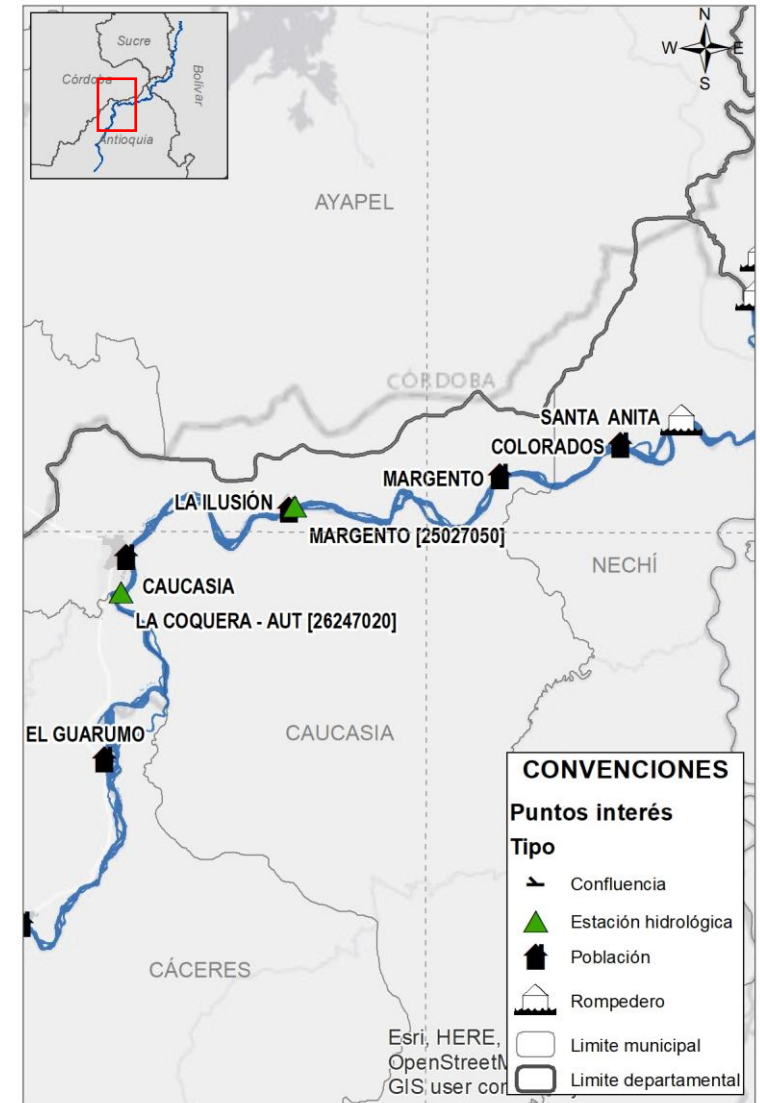 Sucre
Córdoba
Bolívar
Antioquia
N
W
E
S
AYAPEL
CÓRDOBA
SANTA ANITA
COLORADOS
MARGENTO
LA ILUSIÓN
MARGENTO [25027050]
NECHÍ
CAUCASIA
LA COQUERA - AUT [26247020]
EL GUARUMO
CAUCASIA
CÁCERES
CONVENCIONES
Puntos interés
Tipo
Confluencia
Estación hidrológica
Población
Rompedero
Limite municipal
Limite departamental
Esri, HERE,
OpenStreetM
GIS user cor